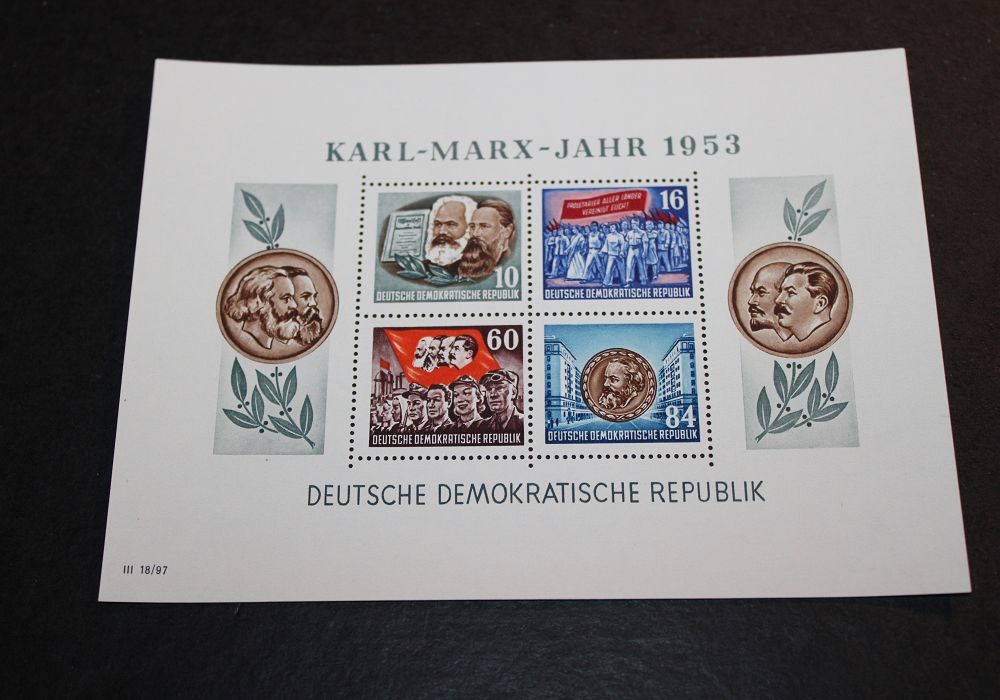 KARL-MARX-JAHR 1953
10
DEUTSCHE DEMOKRATISCHE REPUBLIK
PROLETARIER ALLER LÄNDER
VEREINIGT EUCH!
16
DEUTSCHE DEMOKRATISCHE REPUBLIK
60
DEUTSCHE DEMOKRATISCHE REPUBLIK
84
DEUTSCHE DEMOKRATISCHE REPUBLIK
DEUTSCHE DEMOKRATISCHE REPUBLIK
III 18/97